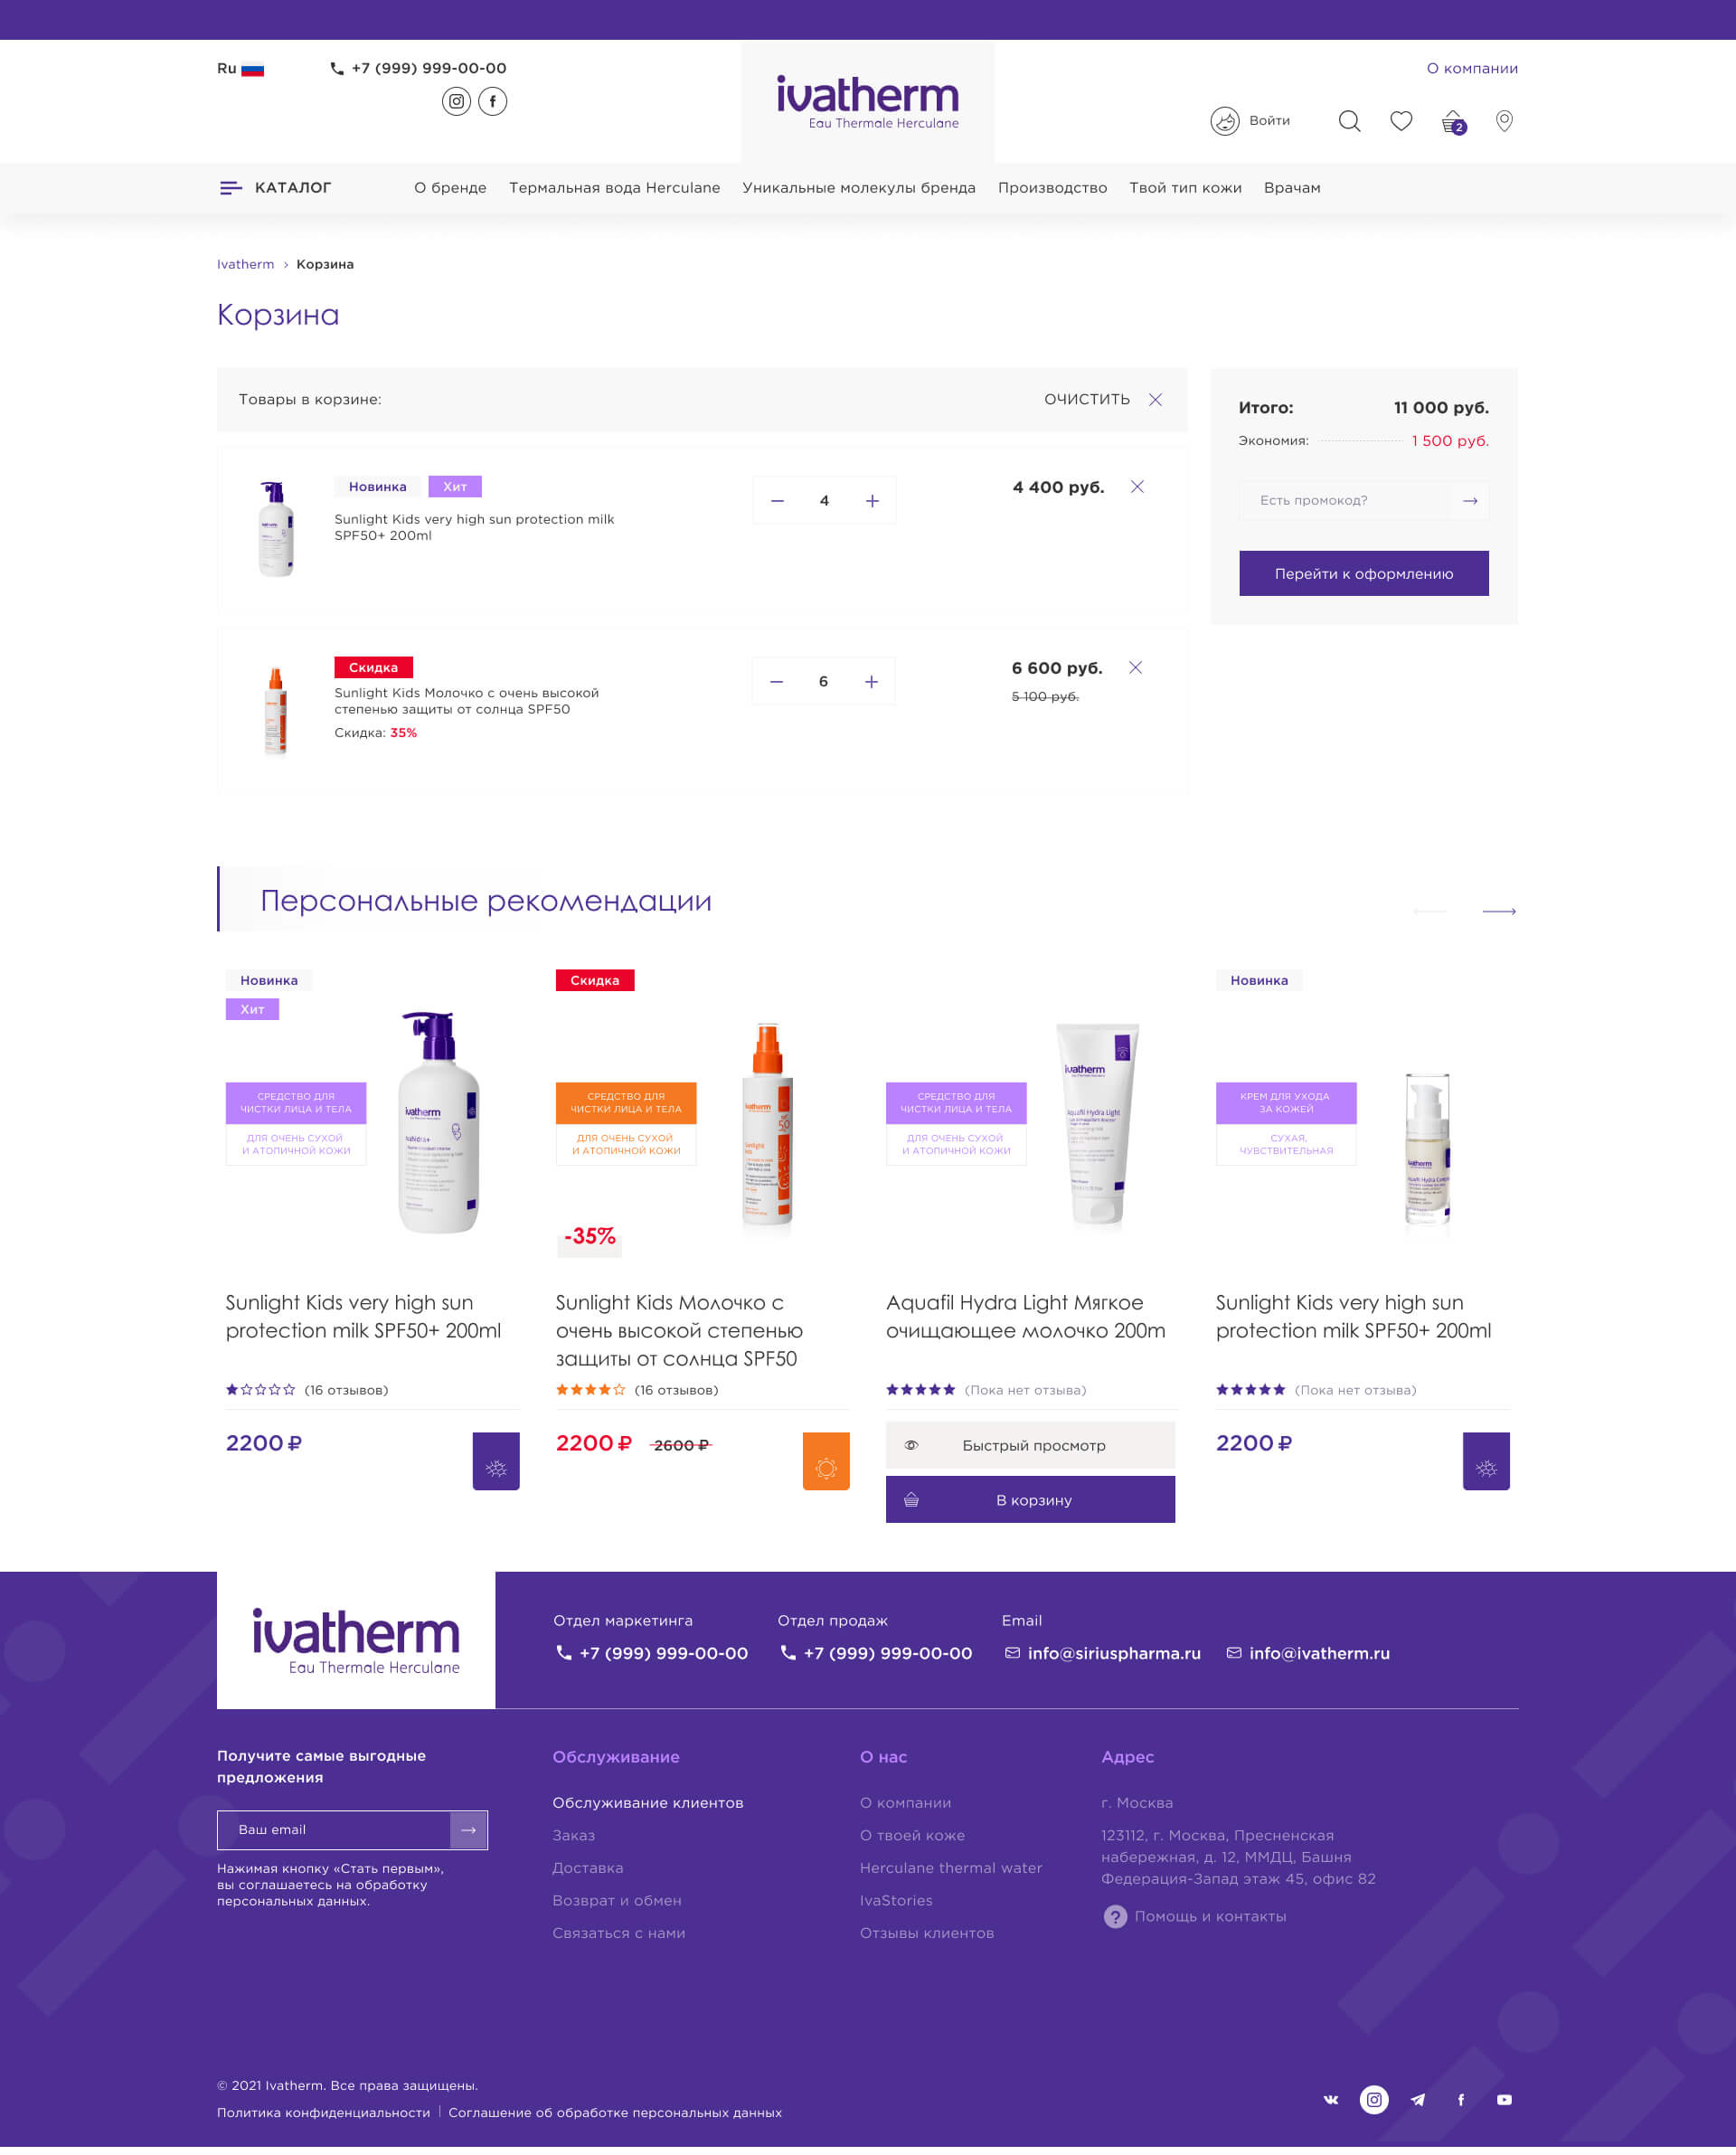 Ru
+7 (999) 999-00-00
ivatherm
Eau Thermale Herculane
О компании
Войти
2
КАТАЛОГ
О бренде
Термальная вода Herculane
Уникальные молекулы бренда
Производство
Твой тип кожи
Врачам
Ivatherm > Корзина
Корзина
Товары в корзине:
ОЧИСТИТЬ
Новинка
Хит
Sunlight Kids very high sun protection milk
SPF50+ 200ml
4
4 400 руб.
Скидка
Sunlight Kids Молочко с очень высокой
степенью защиты от солнца SPF50
Скидка: 35%
6
6 600 руб.
5 100 руб.
Итого:
11 000 руб.
Экономия:
1 500 руб.
Есть промокод?
Перейти к оформлению
Персональные рекомендации
Новинка
Хит
СРЕДСТВО ДЛЯ
ЧИСТКИ ЛИЦА И ТЕЛА
ДЛЯ ОЧЕНЬ СУХОЙ
И АТОПИЧНОЙ КОЖИ
ivatherm
Sunlight Kids very high sun
protection milk SPF50+ 200ml
(16 отзывов)
2200 ₽
Скидка
СРЕДСТВО ДЛЯ
ЧИСТКИ ЛИЦА И ТЕЛА
ДЛЯ ОЧЕНЬ СУХОЙ
И АТОПИЧНОЙ КОЖИ
-35%
ivatherm
Sunlight Kids Молочко с
очень высокой степенью
защиты от солнца SPF50
(16 отзывов)
2200 ₽
2600 ₽
СРЕДСТВО ДЛЯ
ЧИСТКИ ЛИЦА И ТЕЛА
ДЛЯ ОЧЕНЬ СУХОЙ
И АТОПИЧНОЙ КОЖИ
ivatherm
Aquafil Hydra Light
Aquafil Hydra Light Мягкое
очищающее молочко 200m
(Пока нет отзыва)
Быстрый просмотр
В корзину
Новинка
КРЕМ ДЛЯ УХОДА
ЗА КОЖЕЙ
СУХАЯ,
ЧУВСТВИТЕЛЬНАЯ
ivatherm
Sunlight Kids very high sun
protection milk SPF50+ 200ml
(Пока нет отзыва)
2200 ₽
ivatherm
Eau Thermale Herculane
Отдел маркетинга
+7 (999) 999-00-00
Отдел продаж
+7 (999) 999-00-00
Email
info@siriuspharma.ru
info@ivatherm.ru
Получите самые выгодные
предложения
Ваш email
Нажимая кнопку «Стать первым»,
вы соглашаетесь на обработку
персональных данных.
Обслуживание
Обслуживание клиентов
Заказ
Доставка
Возврат и обмен
Связаться с нами
О нас
О компании
О твоей коже
Herculane thermal water
IvaStories
Отзывы клиентов
Адрес
г. Москва
123112, г. Москва, Пресненская
набережная, д. 12, ММДЦ, Башня
Федерация-Запад этаж 45, офис 82
Помощь и контакты
© 2021 Ivatherm. Все права защищены.
Политика конфиденциальности | Соглашение об обработке персональных данных